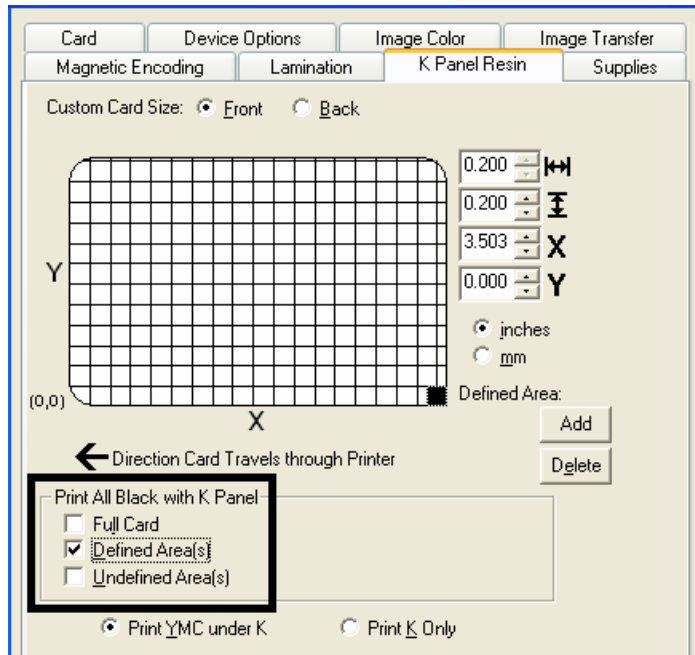 Card Device Options Image Color Image Transfer
Magnetic Encoding Lamination K Panel Resin Supplies
Custom Card Size: Front Back
0.200
0.200
3.503 X
0.000 Y
Y
inches
mm
(0,0)
X
Defined Area:
Add
Direction Card Travels through Printer
Delete
Print All Black with K Panel
Full Card
Defined Area(s)
Undefined Area(s)
Print YMC under K Print K Only